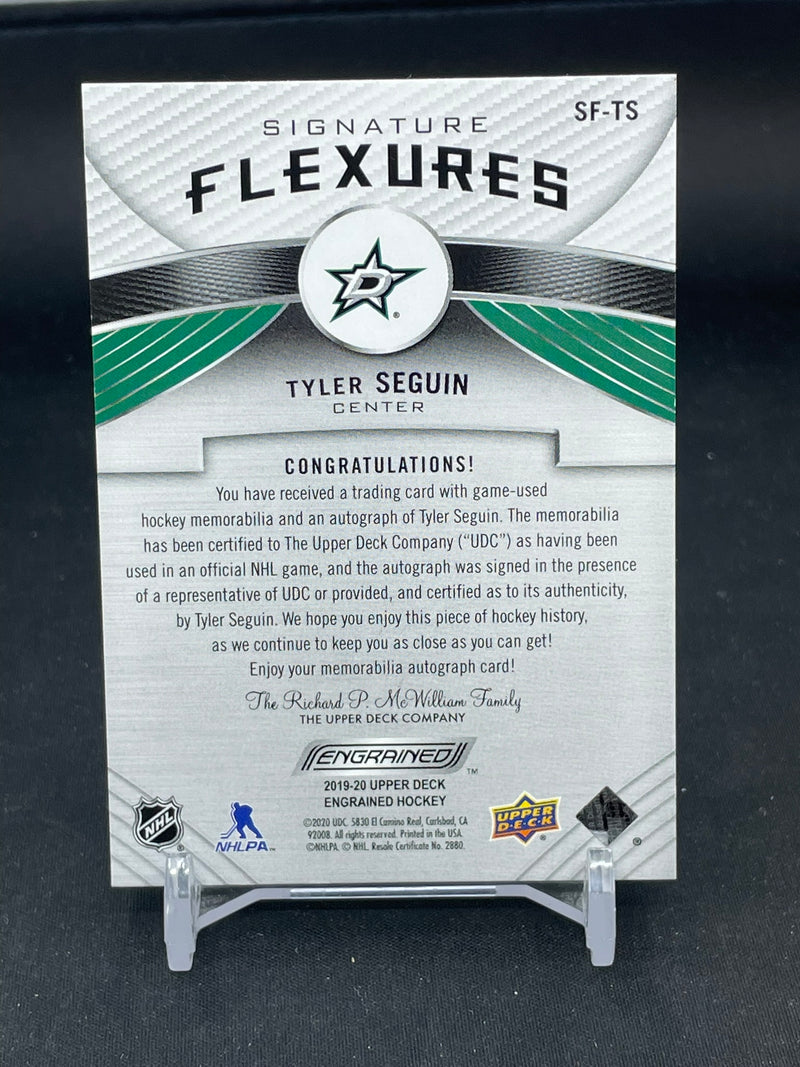 SF-TS
SIGNATURE
FLEXURES
D
®
TYLER SEGUIN
CENTER
CONGRATULATIONS!
You have received a trading card with game-used
hockey memorabilia and an autograph of Tyler Seguin. The memorabilia
has been certified to The Upper Deck Company ("UDC") as having been
used in an official NHL game, and the autograph was signed in the presence
of a representative of UDC or provided, and certified as to its authenticity,
by Tyler Seguin. We hope you enjoy this piece of hockey history,
as we continue to keep you as close as you can get!
Enjoy your memorabilia autograph card!
The Richard P. McWilliam Family
THE UPPER DECK COMPANY
ENGRAINED™
2019-20 UPPER DECK
ENGRAINED HOCKEY
NHL®
NHLPA™
©2020 UDC. 5830 El Camino Real, Carlsbad, CA
92008. All rights reserved. Printed in the USA.
©NHLPA. © NHL. Resale Certificate No. 2880.
UPPER
D·E·C·K®
®